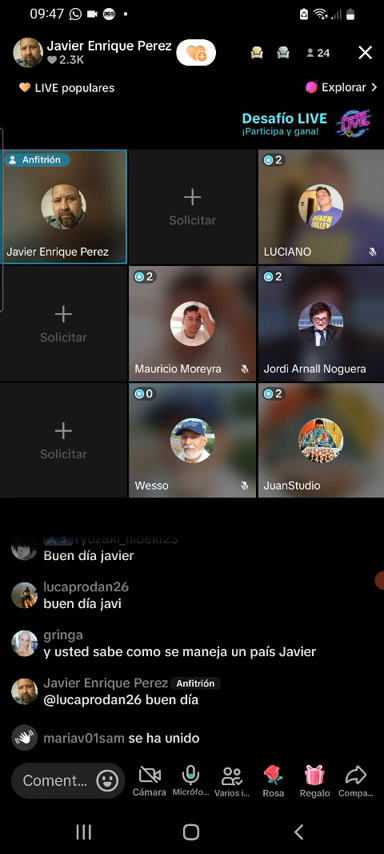 09:47
Javier Enrique Perez
2.3K
24
LIVE populares
Explorar
Desafío LIVE
¡Participa y gana!
Anfitrión
Javier Enrique Perez
Solicitar
2
LUCIANO
Solicitar
2
Mauricio Moreyra
2
Jordi Arnall Noguera
Solicitar
0
Wesso
2
JuanStudio
Buen día javier
lucaprodan26
buen día javi
gringa
y usted sabe como se maneja un país Javier
Javier Enrique Perez Anfitrión
@lucaprodan26 buen día
mariav01sam se ha unido
Coment...
Cámara
Micrófo...
Varios i...
Rosa
Regalo
Compa...